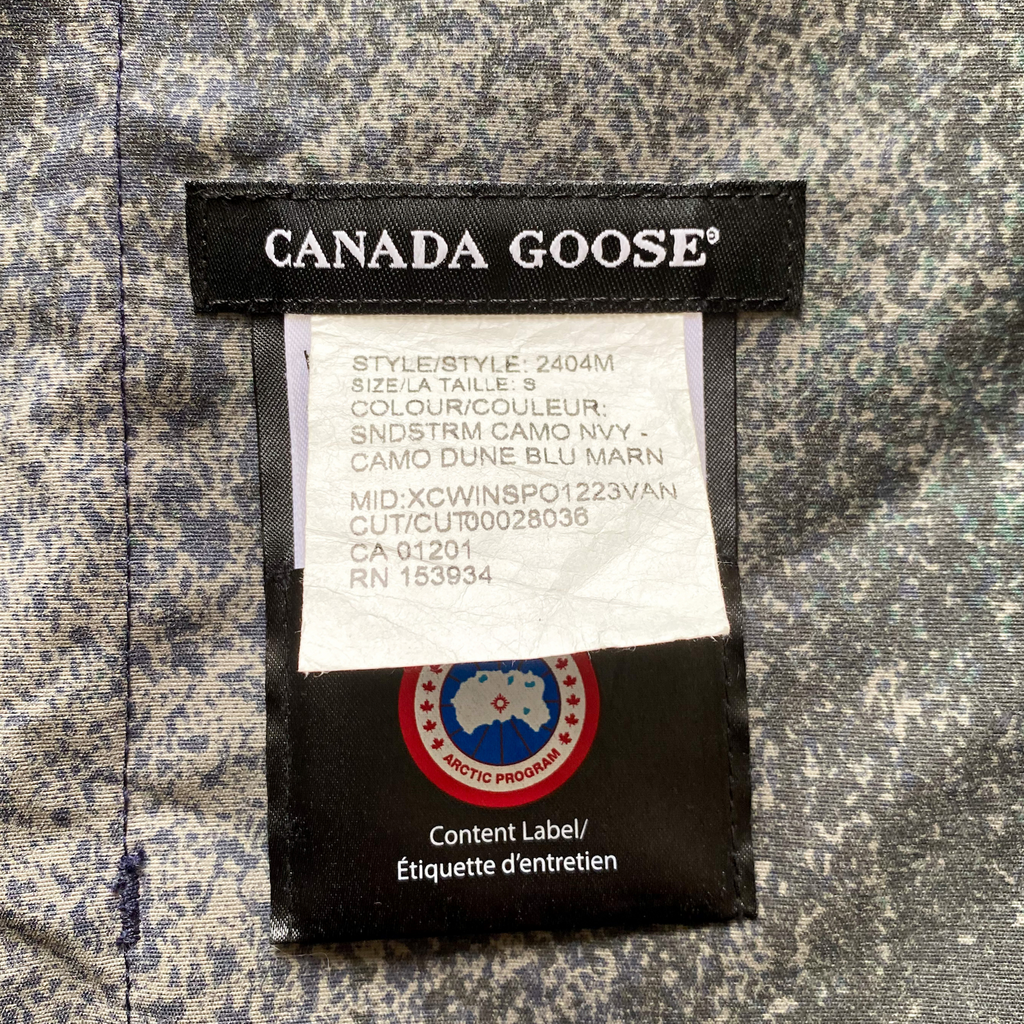 CANADA GOOSE®
STYLE/STYLE: 2404M
SIZE/LA TAILLE: S
COLOUR/COULEUR:
SNDSTRM CAMO NVY -
CAMO DUNE BLU MARN
MID:XCWINSPO1223VAN
CUT/CUT00028036
CA 01201
RN 153934
ARCTIC PROGRAM
Content Label/
Étiquette d'entretien